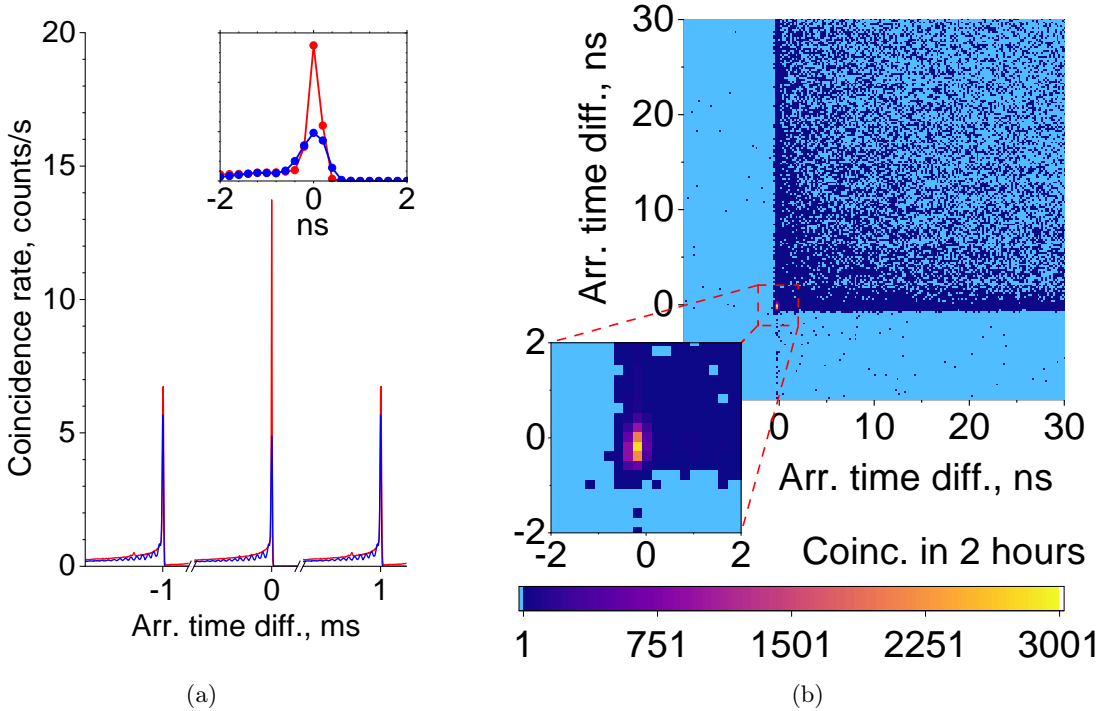 20
15
10
5
0
Coincidence rate, counts/s
-2 0 2
ns
-1 0 1
Arr. time diff., ms
(a)
30
20
10
0
Arr. time diff., ns
0 10 20 30
Arr. time diff., ns
2
0
-2
-2 0 2
Coinc. in 2 hours
1 751 1501 2251 3001
(b)